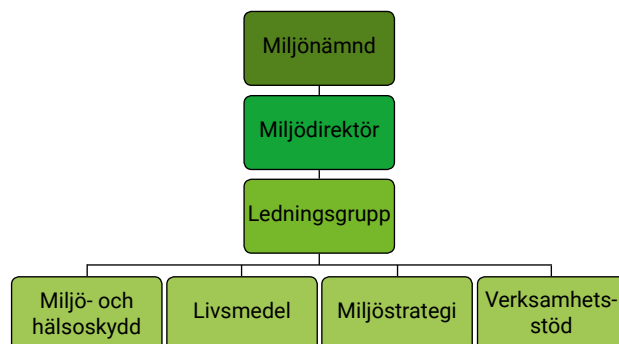 Miljönämnd
Miljödirektör
Ledningsgrupp
Miljö- och
hälsoskydd
Livsmedel
Miljöstrategi
Verksamhets-
stöd